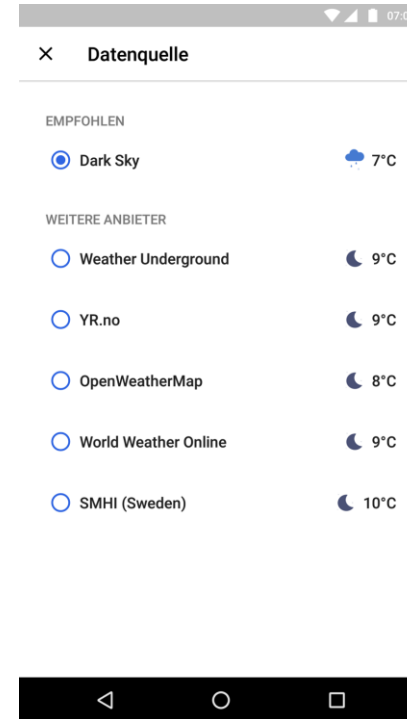 07:0
Datenquelle
EMPFOHLEN
Dark Sky 7°C
WEITERE ANBIETER
Weather Underground 9°C
YR.no 9°C
OpenWeatherMap 8°C
World Weather Online 9°C
SMHI (Sweden) 10°C